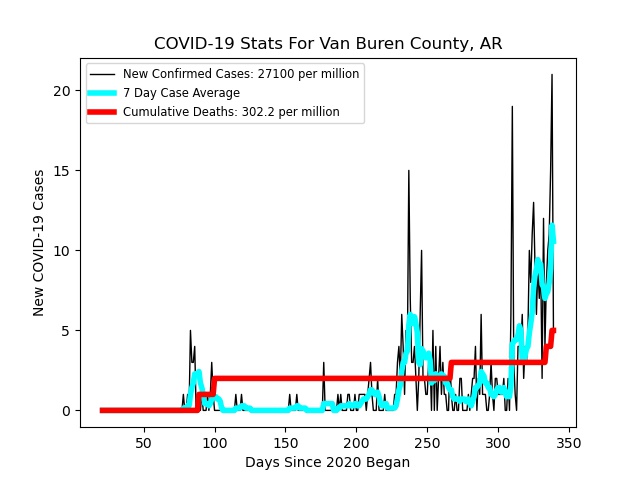 COVID-19 Stats For Van Buren County, AR
New Confirmed Cases: 27100 per million
7 Day Case Average
Cumulative Deaths: 302.2 per million
New COVID-19 Cases
20
15
10
5
0
50 100 150 200 250 300 350
Days Since 2020 Began